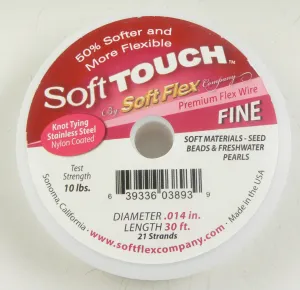 50% Softer and
More Flexible
Soft TOUCH™
By Soft Flex Company
Premium Flex Wire
FINE
Knot Tying
Stainless Steel
Nylon Coated
SOFT MATERIALS - SEED
BEADS & FRESHWATER
PEARLS
Test
Strength
10 lbs.
6 39336 03893 9
DIAMETER .014 in.
LENGTH 30 ft.
21 Strands
Sonoma, California · www.softflexcompany.com · Made in the USA